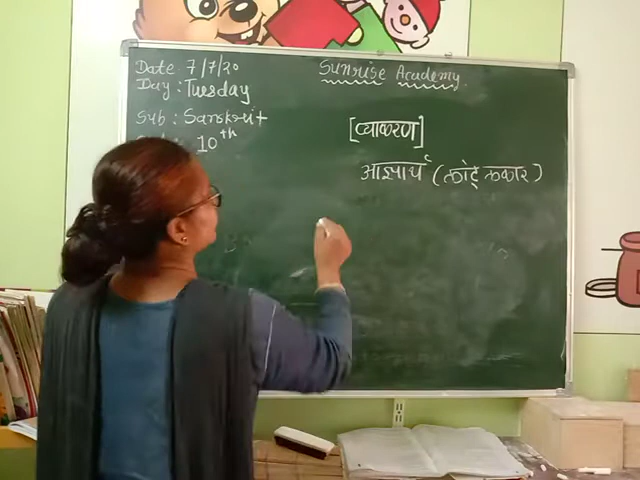 Date 7/7/20
Day : Tuesday
Sub : Sanskrit
10th
Sunrise Academy
[व्याकरण]
आज्ञार्थ (लोट् लकार)